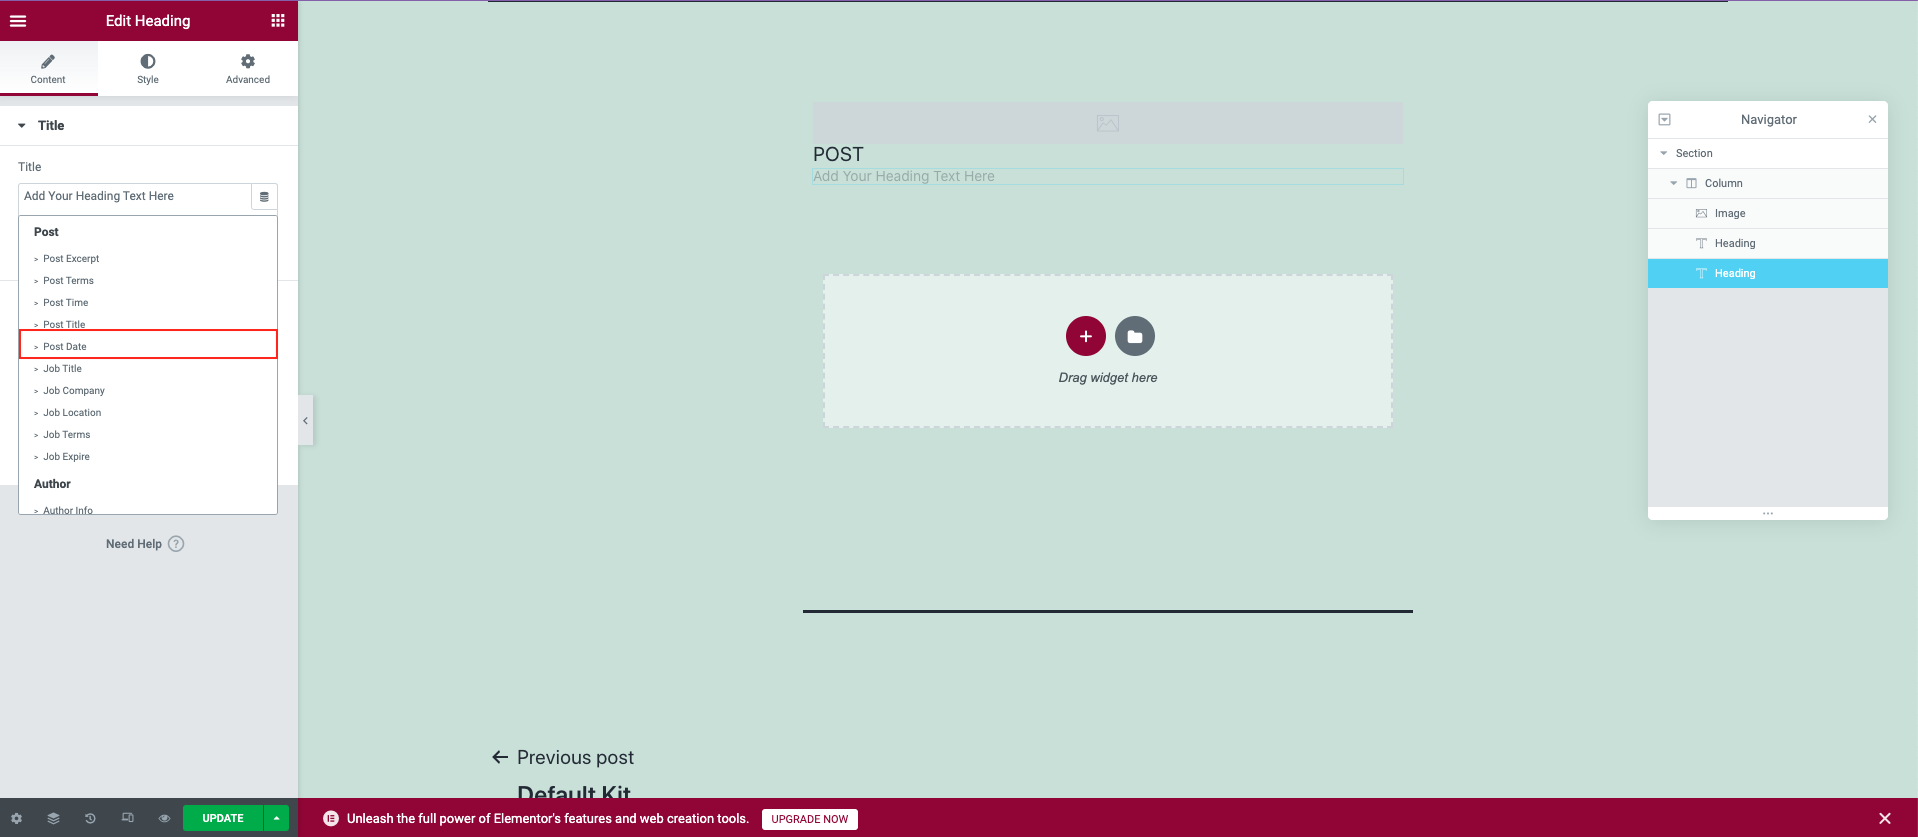 Edit Heading
Content
Style
Advanced
Title
Title
Add Your Heading Text Here
Post
> Post Excerpt
> Post Terms
> Post Time
> Post Title
> Post Date
> Job Title
> Job Company
> Job Location
> Job Terms
> Job Expire
Author
> Author Info
Need Help ?
UPDATE
POST
Add Your Heading Text Here
Drag widget here
← Previous post
Default Kit
Navigator
Section
Column
Image
Heading
Heading
Unleash the full power of Elementor's features and web creation tools.
UPGRADE NOW